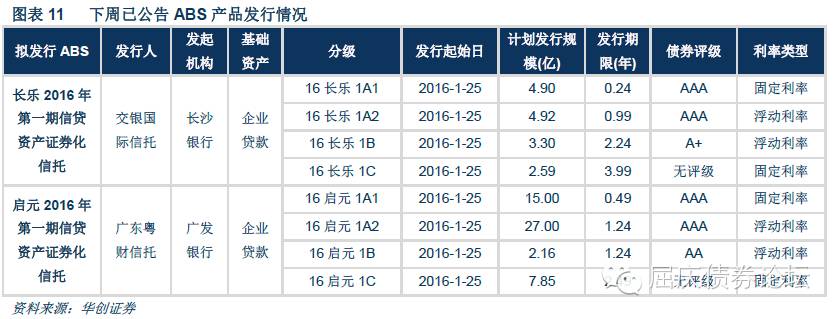 图表 11 下周已公告 ABS 产品发行情况
拟发行 ABS 发行人 发起机构 基础资产 分级 发行起始日 计划发行规模(亿) 发行期限(年) 债券评级 利率类型
长乐 2016 年第一期信贷资产证券化信托 交银国际信托 长沙银行 企业贷款 16 长乐 1A1 2016-1-25 4.90 0.24 AAA 固定利率
16 长乐 1A2 2016-1-25 4.92 0.99 AAA 浮动利率
16 长乐 1B 2016-1-25 3.30 2.24 A+ 浮动利率
16 长乐 1C 2016-1-25 2.59 3.99 无评级 固定利率
启元 2016 年第一期信贷资产证券化信托 广东粤财信托 广发银行 企业贷款 16 启元 1A1 2016-1-25 15.00 0.49 AAA 固定利率
16 启元 1A2 2016-1-25 27.00 1.24 AAA 浮动利率
16 启元 1B 2016-1-25 2.16 1.24 AA 浮动利率
16 启元 1C 2016-1-25 7.85 无评级 固定利率
屈庆债券论坛
资料来源：华创证券